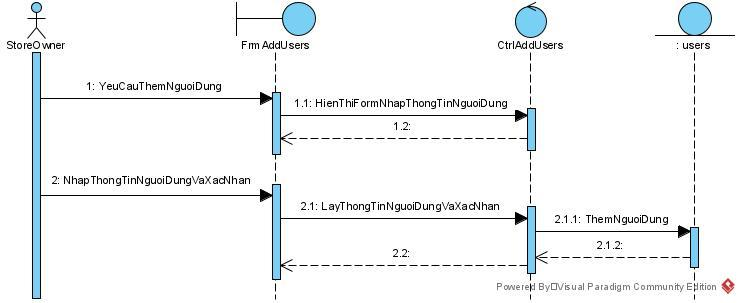 StoreOwner
FrmAddUsers
CtrlAddUsers
: users
1: YeuCauThemNguoiDung
1.1: HienThiFormNhapThongTinNguoiDung
1.2:
2: NhapThongTinNguoiDungVaXacNhan
2.1: LayThongTinNguoiDungVaXacNhan
2.1.1: ThemNguoiDung
2.1.2:
2.2:
Powered By Visual Paradigm Community Edition